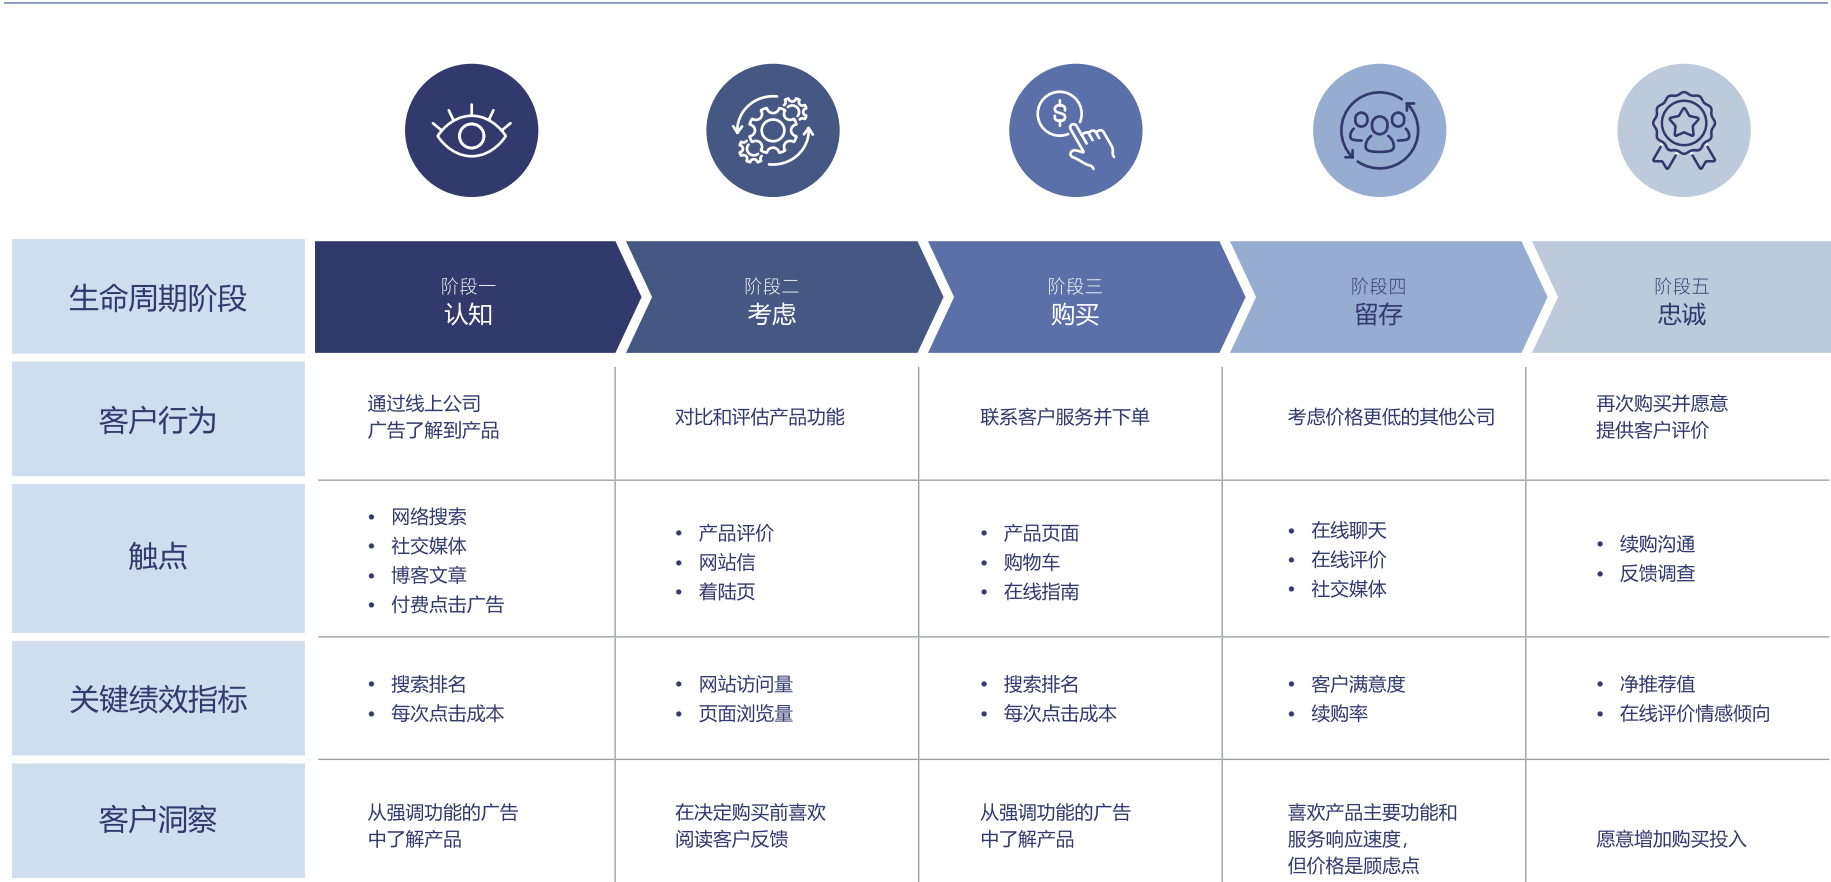 生命周期阶段
阶段一
认知
阶段二
考虑
阶段三
购买
阶段四
留存
阶段五
忠诚
客户行为
通过线上公司
广告了解到产品
对比和评估产品功能
联系客户服务并下单
考虑价格更低的其他公司
再次购买并愿意
提供客户评价
触点
• 网络搜索
• 社交媒体
• 博客文章
• 付费点击广告
• 产品评价
• 网站信
• 着陆页
• 产品页面
• 购物车
• 在线指南
• 在线聊天
• 在线评价
• 社交媒体
• 续购沟通
• 反馈调查
关键绩效指标
• 搜索排名
• 每次点击成本
• 网站访问量
• 页面浏览量
• 搜索排名
• 每次点击成本
• 客户满意度
• 续购率
• 净推荐值
• 在线评价情感倾向
客户洞察
从强调功能的广告
中了解产品
在决定购买前喜欢
阅读客户反馈
从强调功能的广告
中了解产品
喜欢产品主要功能和
服务响应速度，
但价格是顾虑点
愿意增加购买投入